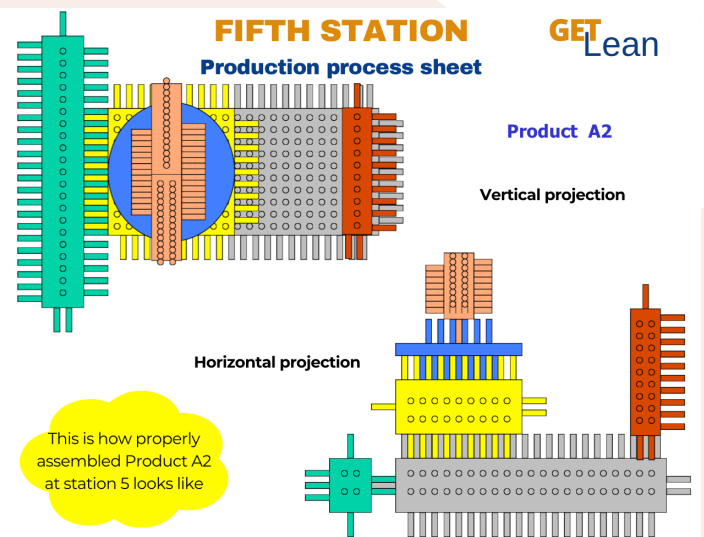 FIFTH STATION
GET
Lean
Production process sheet
Product A2
Vertical projection
Horizontal projection
This is how properly
assembled Product A2
at station 5 looks like